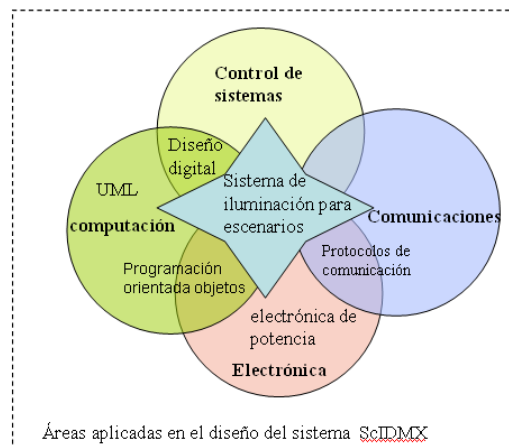 Control de
sistemas
Diseño
digital
UML
computación
Sistema de
iluminación para
escenarios
Comunicaciones
Protocolos de
comunicación
Programación
orientada objetos
electrónica de
potencia
Electrónica
Áreas aplicadas en el diseño del sistema ScIDMX